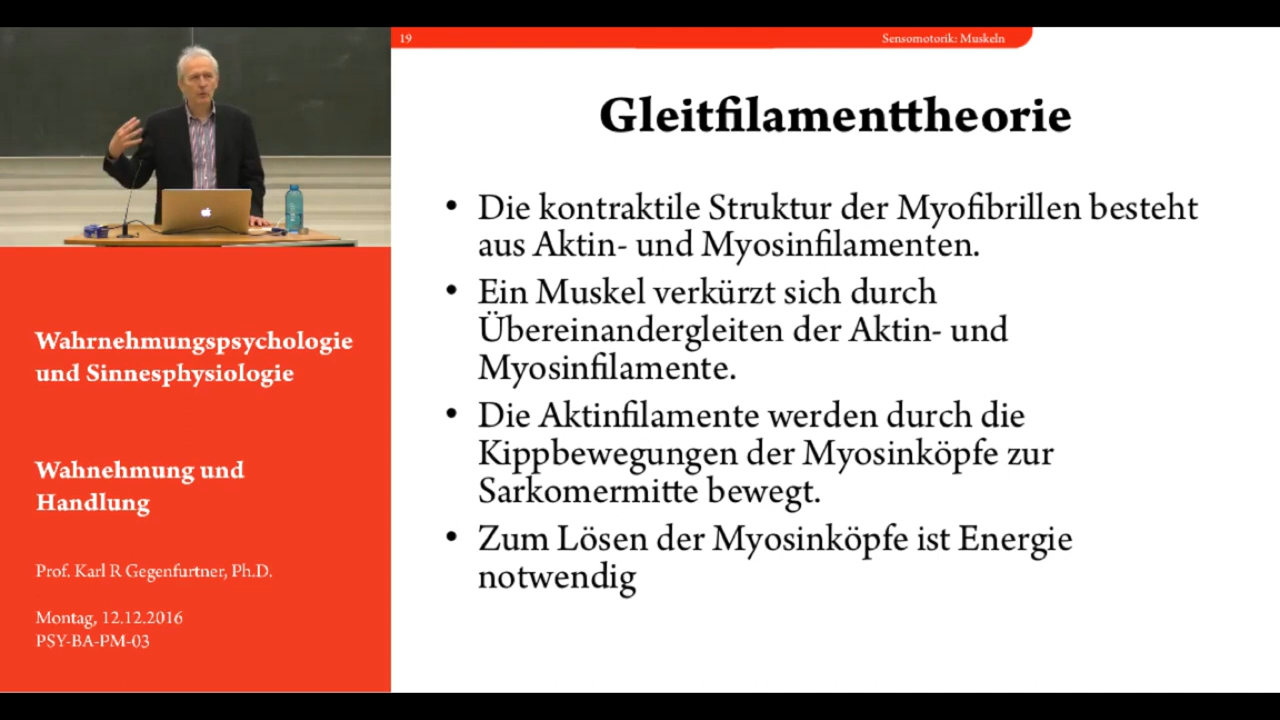 19
Sensomotorik: Muskeln
Gleitfilamenttheorie
• Die kontraktile Struktur der Myofibrillen besteht
aus Aktin- und Myosinfilamenten.
• Ein Muskel verkürzt sich durch
Übereinandergleiten der Aktin- und
Myosinfilamente.
• Die Aktinfilamente werden durch die
Kippbewegungen der Myosinköpfe zur
Sarkomermitte bewegt.
• Zum Lösen der Myosinköpfe ist Energie
notwendig
Wahrnehmungspsychologie
und Sinnesphysiologie
Wahnehmung und
Handlung
Prof. Karl R Gegenfurtner, Ph.D.
Montag, 12.12.2016
PSY-BA-PM-03